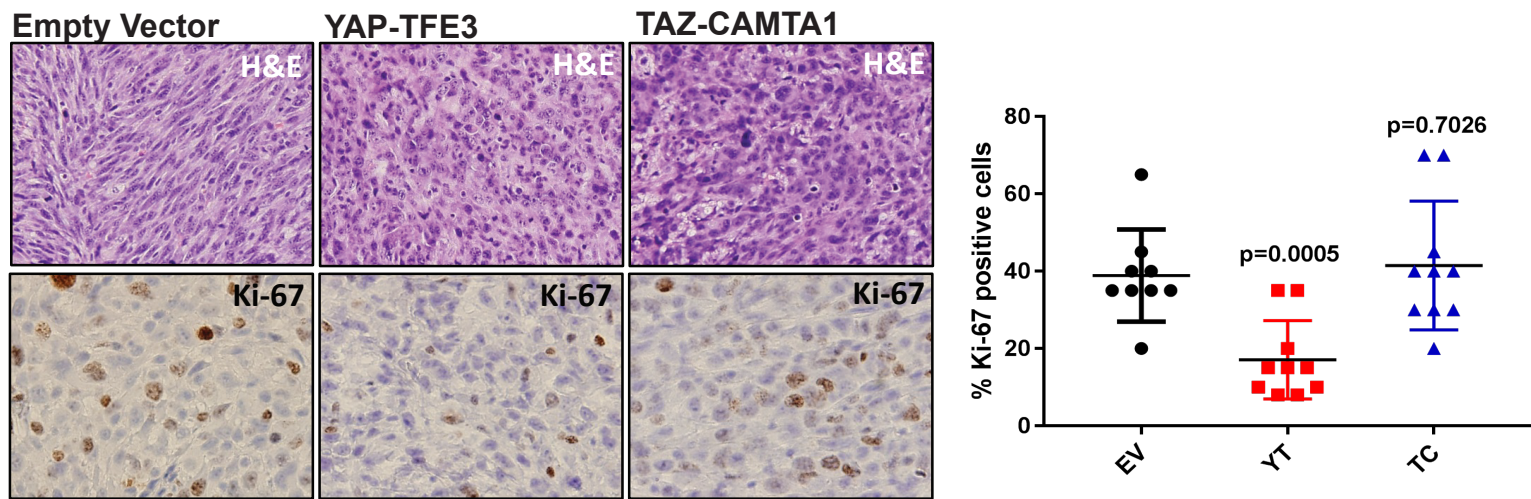 Empty Vector
YAP-TFE3
TAZ-CAMTA1
H&E
H&E
H&E
Ki-67
Ki-67
Ki-67
% Ki-67 positive cells
80
60
40
20
0
p=0.0005
p=0.7026
EV
YT
TC